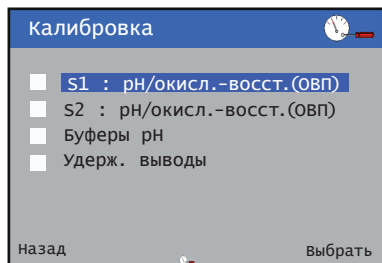 Калибровка
S1 : pH/окисл.-восст.(ОВП)
S2 : pH/окисл.-восст.(ОВП)
Буферы pH
Удерж. выводы
Назад
Выбрать